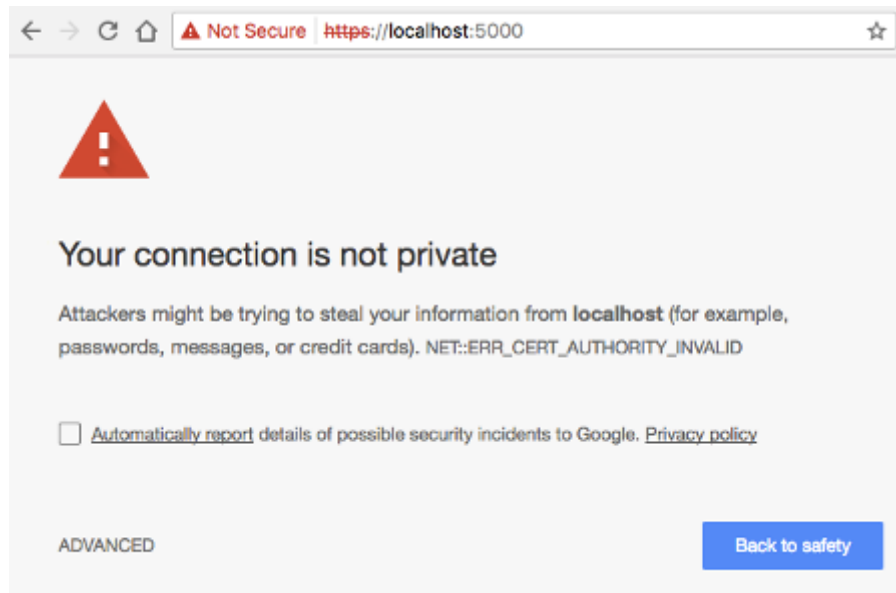 Not Secure https://localhost:5000
Your connection is not private
Attackers might be trying to steal your information from localhost (for example,
passwords, messages, or credit cards). NET::ERR_CERT_AUTHORITY_INVALID
Automatically report details of possible security incidents to Google. Privacy policy
ADVANCED
Back to safety